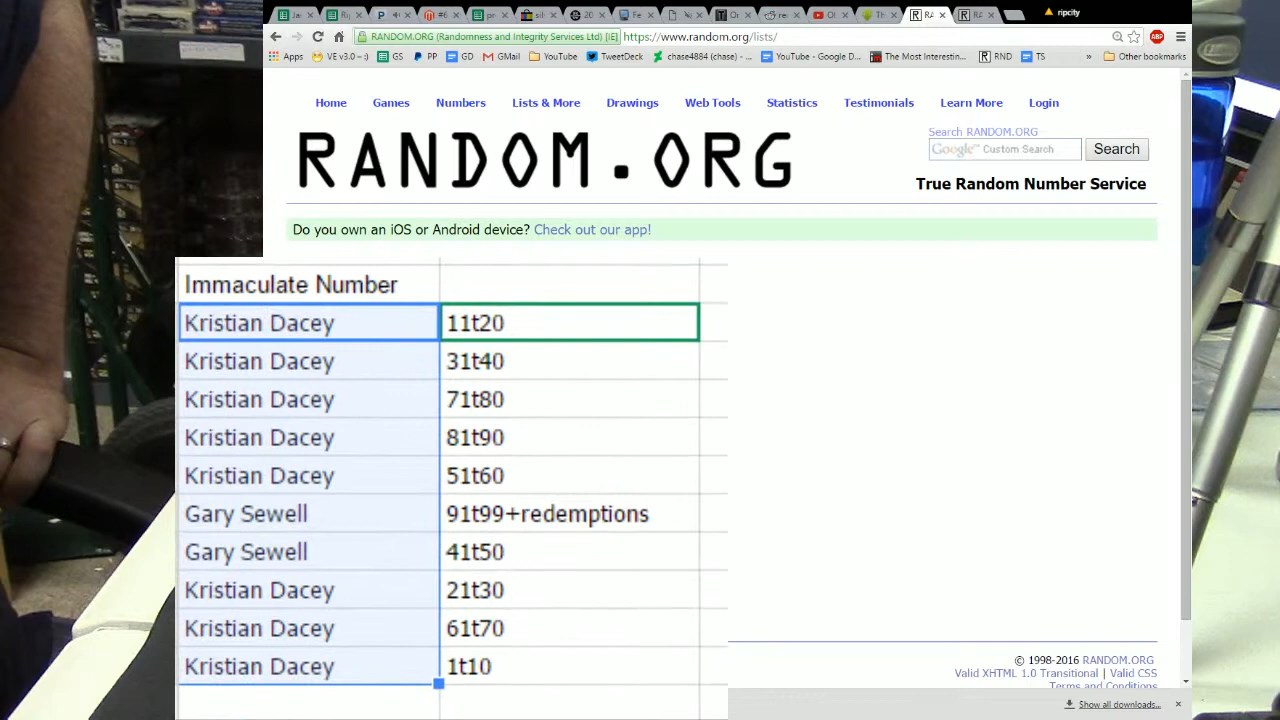 ripcity
RANDOM.ORG (Randomness and Integrity Services Ltd) [IE] https://www.random.org/lists/
Apps VE v3.0 ~:) GS PP GD GMail YouTube TweetDeck chase4884 (chase) YouTube - Google D... The Most Interestin... RND TS » Other bookmarks
Home Games Numbers Lists & More Drawings Web Tools Statistics Testimonials Learn More Login
RANDOM.ORG
Search RANDOM.ORG
Google™ Custom Search Search
True Random Number Service
Do you own an iOS or Android device? Check out our app!
Immaculate Number
Kristian Dacey 11t20
Kristian Dacey 31t40
Kristian Dacey 71t80
Kristian Dacey 81t90
Kristian Dacey 51t60
Gary Sewell 91t99+redemptions
Gary Sewell 41t50
Kristian Dacey 21t30
Kristian Dacey 61t70
Kristian Dacey 1t10
© 1998-2016 RANDOM.ORG
Valid XHTML 1.0 Transitional | Valid CSS
Terms and Conditions
Show all downloads...